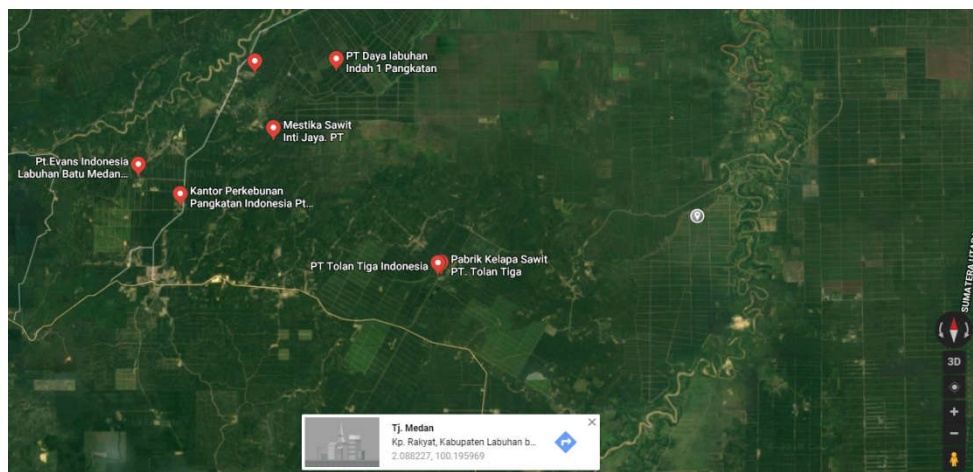 PT Daya labuhan
Indah 1 Pangkatan
Mestika Sawit
Inti Jaya. PT
Pt.Evans Indonesia
Labuhan Batu Medan...
Kantor Perkebunan
Pangkatan Indonesia Pt...
PT Tolan Tiga Indonesia
Pabrik Kelapa Sawit
PT. Tolan Tiga
SUMATERA UTARA
3D
Tj. Medan
Kp. Rakyat, Kabupaten Labuhan b...
2.088227, 100.195969